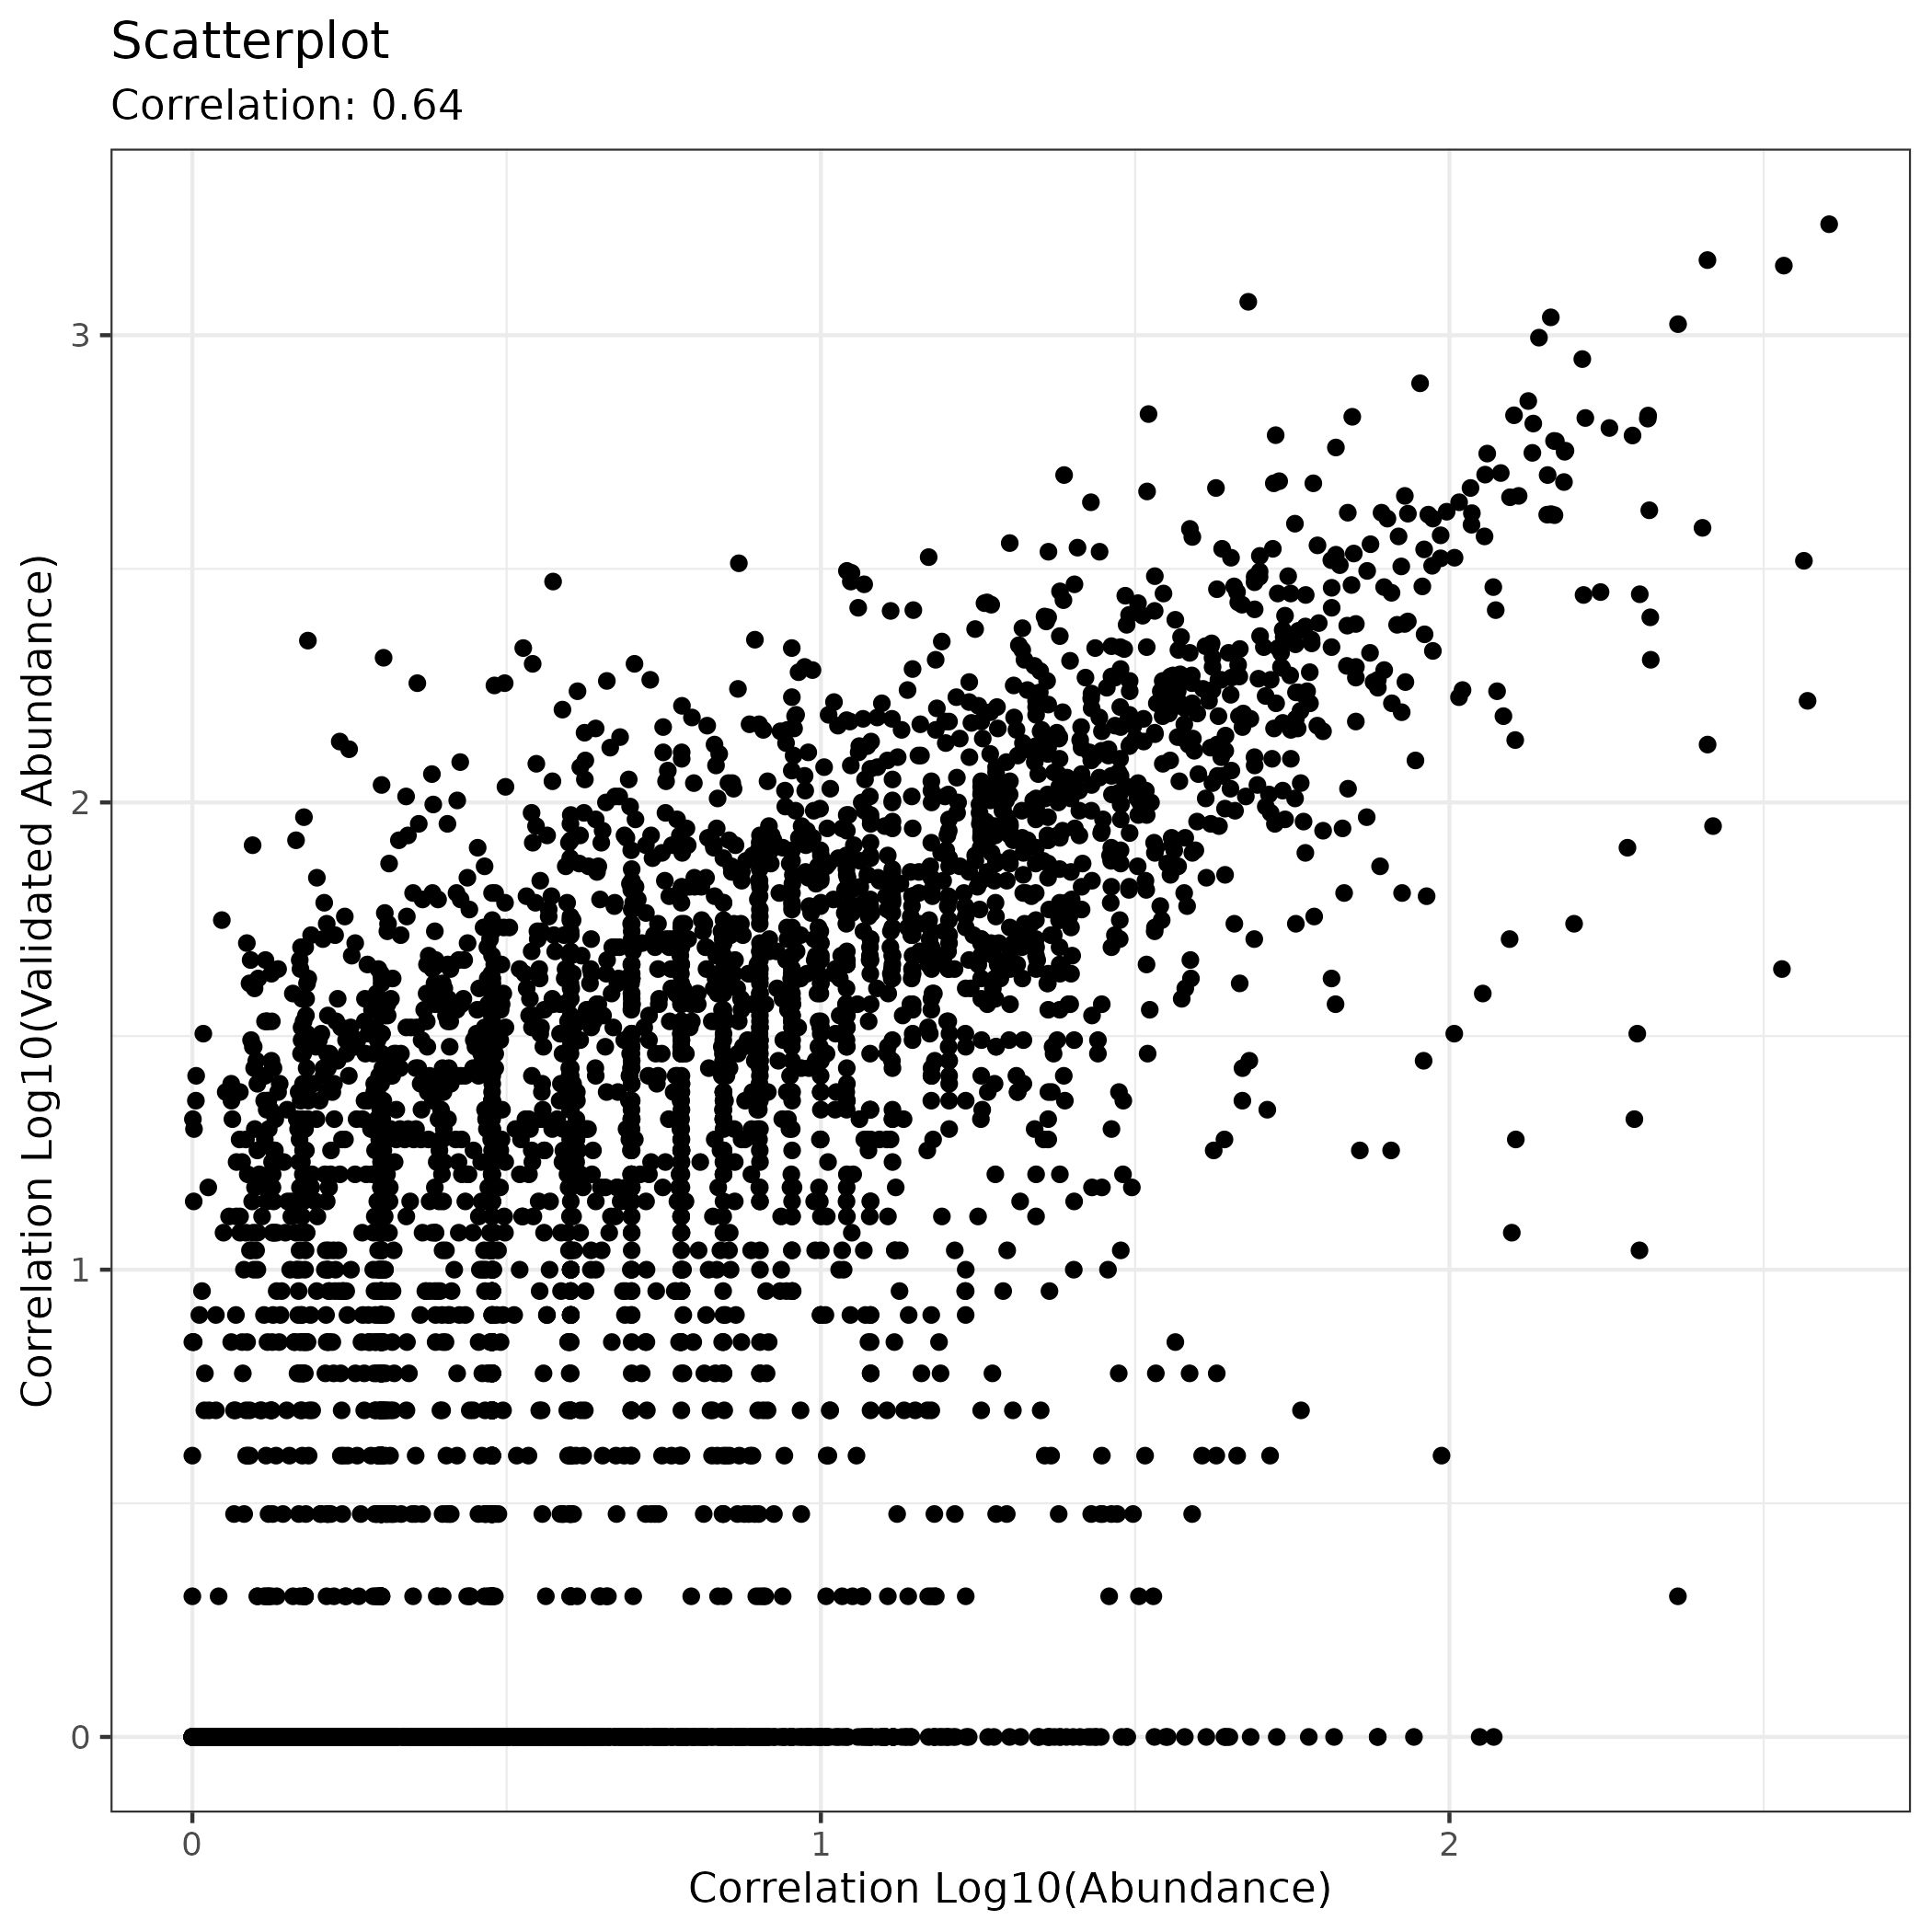 Scatterplot
Correlation: 0.64
Correlation Log10(Validated Abundance)
3
2
1
0
0 1 2
Correlation Log10(Abundance)